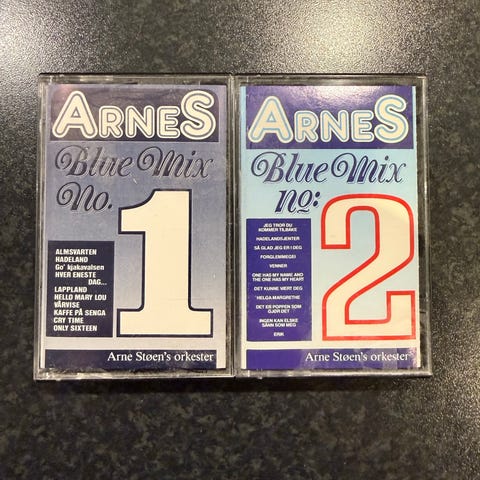 ARNES
Blue Mix
No.
1
ALMSVARTEN
HADELAND
Go' kjakavalsen
HVER ENESTE
DAG...
LAPPLAND
HELLO MARY LOU
VÅRVISE
KAFFE PÅ SENGA
CRY TIME
ONLY SIXTEEN
Arne Støen's orkester
ARNES
Blue Mix
no:
2
JEG TROR DU
KOMMER TILBAKE
HADELANDSJENTER
SÅ GLAD JEG ER I DEG
FORGLEMMEGEI
VENNER
ONE HAS MY NAME AND
THE ONE HAS MY HEART
DET KUNNE VÆRT DEG
HELGA-MARGRETHE
DET ER POPPEN SOM
GJØR DET
INGEN KAN ELSKE
SÅNN SOM MEG
ERIK
Arne Støen's orkester